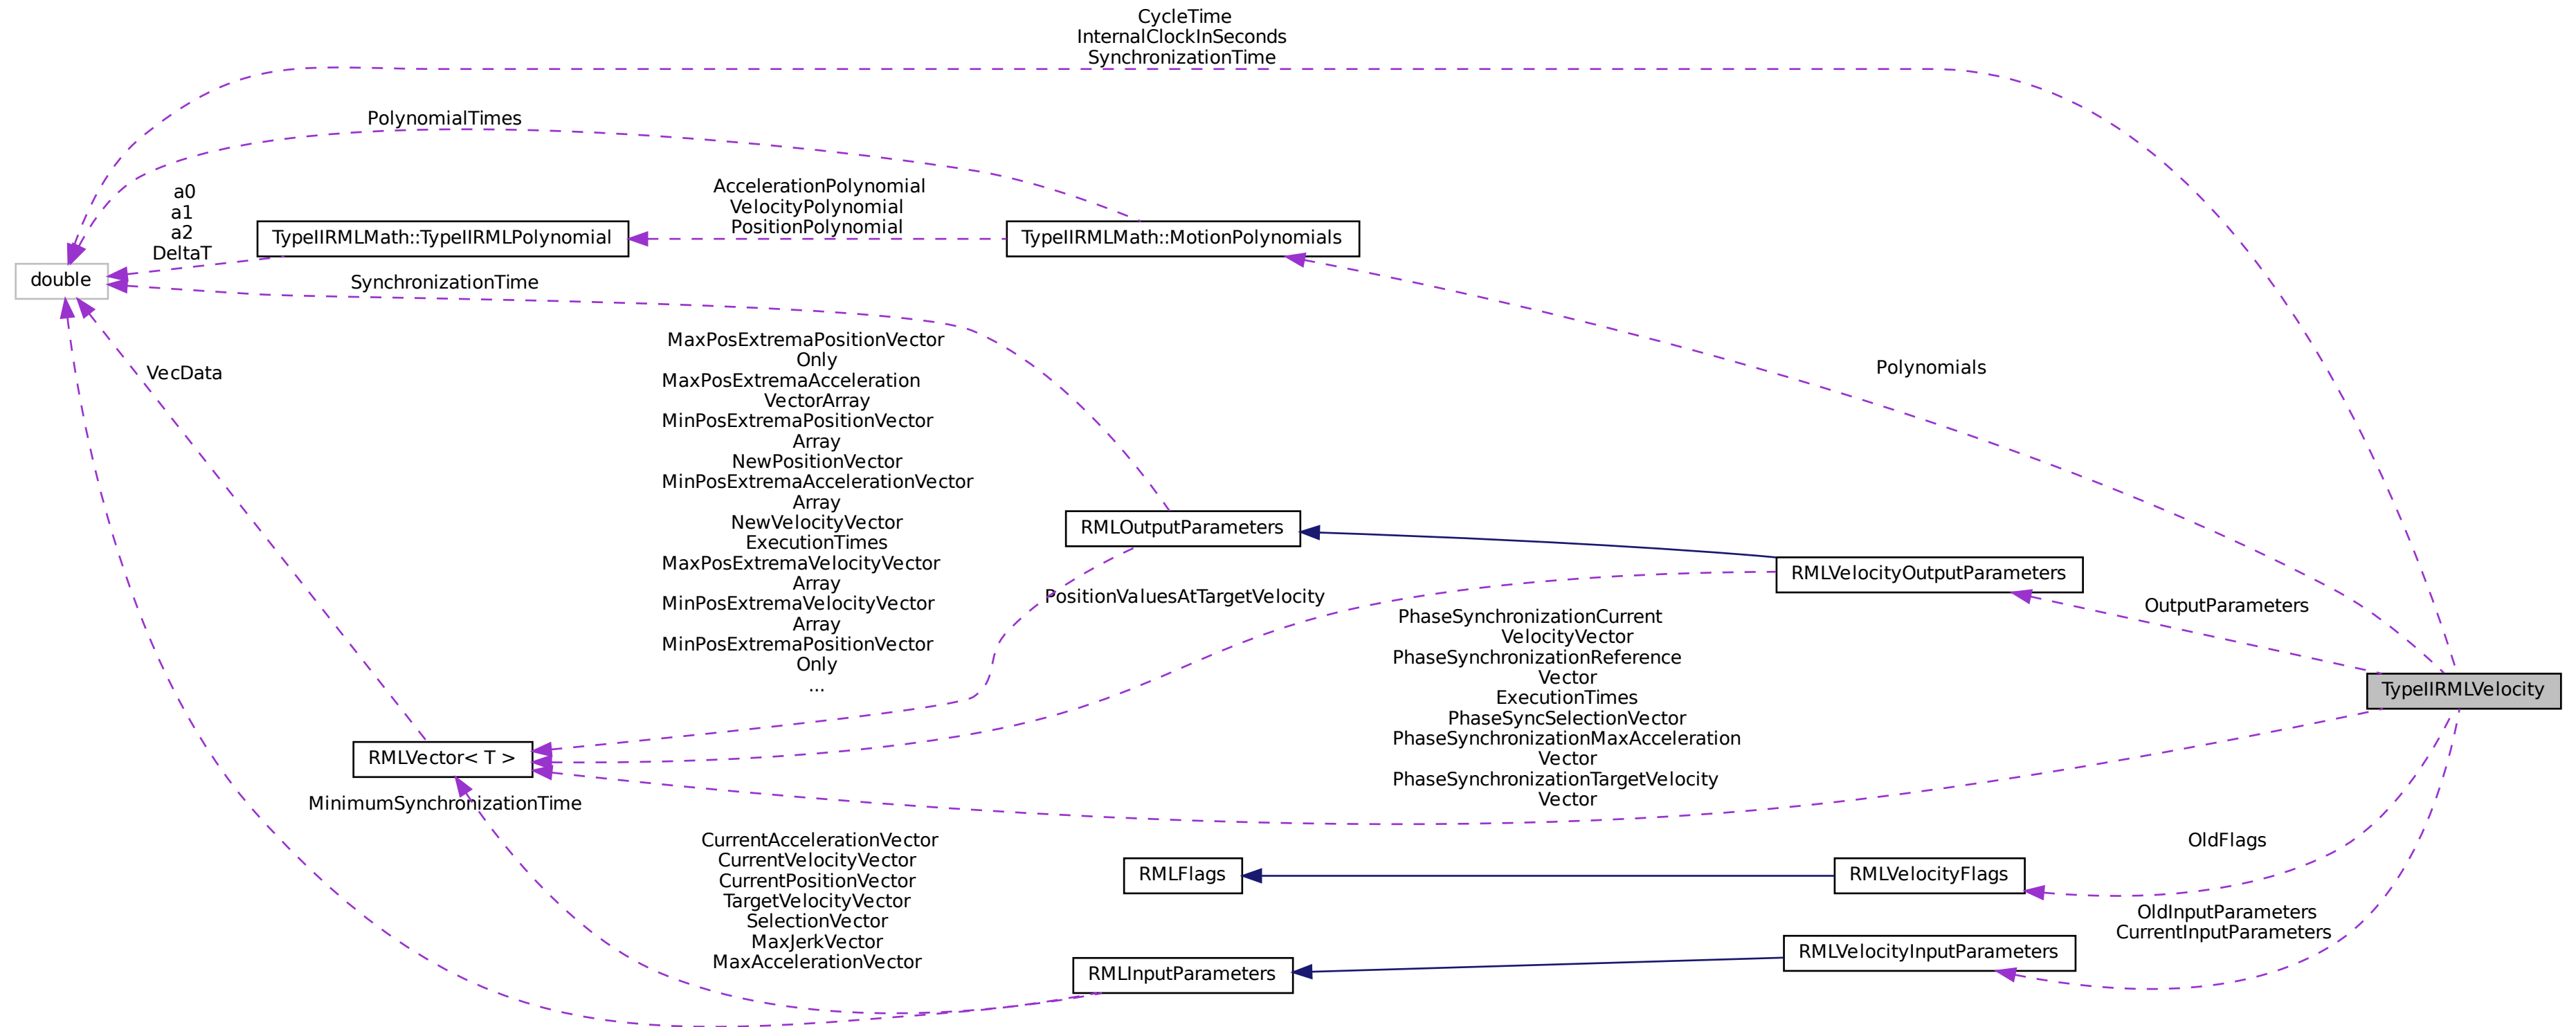 CycleTime
InternalClockInSeconds
SynchronizationTime
PolynomialTimes
a0
a1
a2
DeltaT
AccelerationPolynomial
VelocityPolynomial
PositionPolynomial
TypeIIRMLMath::TypeIIRMLPolynomial
TypeIIRMLMath::MotionPolynomials
double
SynchronizationTime
VecData
MaxPosExtremaPositionVector
Only
MaxPosExtremaAcceleration
VectorArray
MinPosExtremaPositionVector
Array
NewPositionVector
MinPosExtremaAccelerationVector
Array
NewVelocityVector
ExecutionTimes
MaxPosExtremaVelocityVector
Array
MinPosExtremaVelocityVector
Array
MinPosExtremaPositionVector
Only
...
Polynomials
RMLOutputParameters
RMLVelocityOutputParameters
PositionValuesAtTargetVelocity
OutputParameters
PhaseSynchronizationCurrent
VelocityVector
PhaseSynchronizationReference
Vector
ExecutionTimes
PhaseSyncSelectionVector
PhaseSynchronizationMaxAcceleration
Vector
PhaseSynchronizationTargetVelocity
Vector
TypeIIRMLVelocity
RMLVector< T >
MinimumSynchronizationTime
CurrentAccelerationVector
CurrentVelocityVector
CurrentPositionVector
TargetVelocityVector
SelectionVector
MaxJerkVector
MaxAccelerationVector
OldFlags
RMLFlags
RMLVelocityFlags
OldInputParameters
CurrentInputParameters
RMLVelocityInputParameters
RMLInputParameters